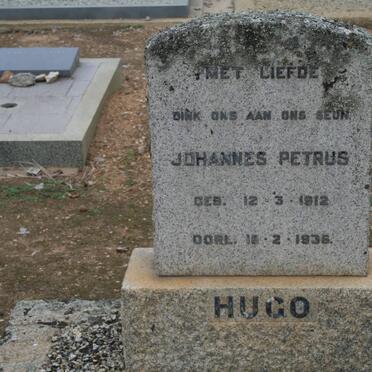 MET LIEFDE
DINK ONS AAN ONS SEUN
JOHANNES PETRUS
GEB. 12·3·1912
OORL. 16·2·1936.
HUGO